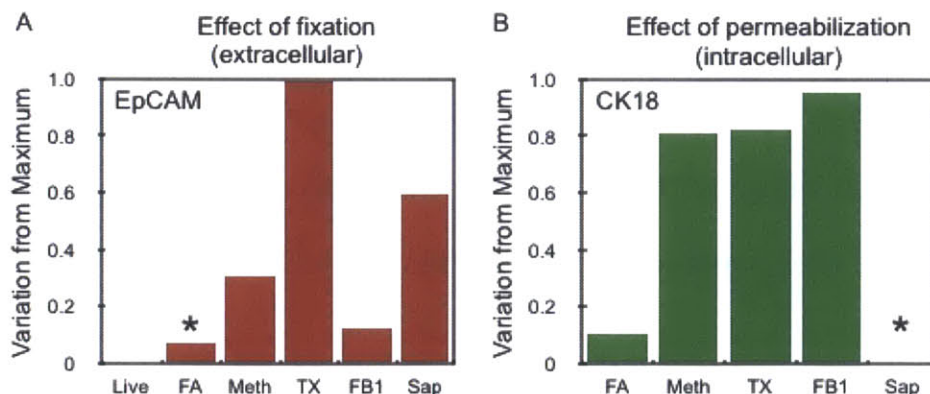 A
Effect of fixation
(extracellular)
Variation from Maximum
1.0
0.8
0.6
0.4
0.2
0
EpCAM
*
Live FA Meth TX FB1 Sap
B
Effect of permeabilization
(intracellular)
Variation from Maximum
1.0
0.8
0.6
0.4
0.2
0
CK18
*
FA Meth TX FB1 Sap